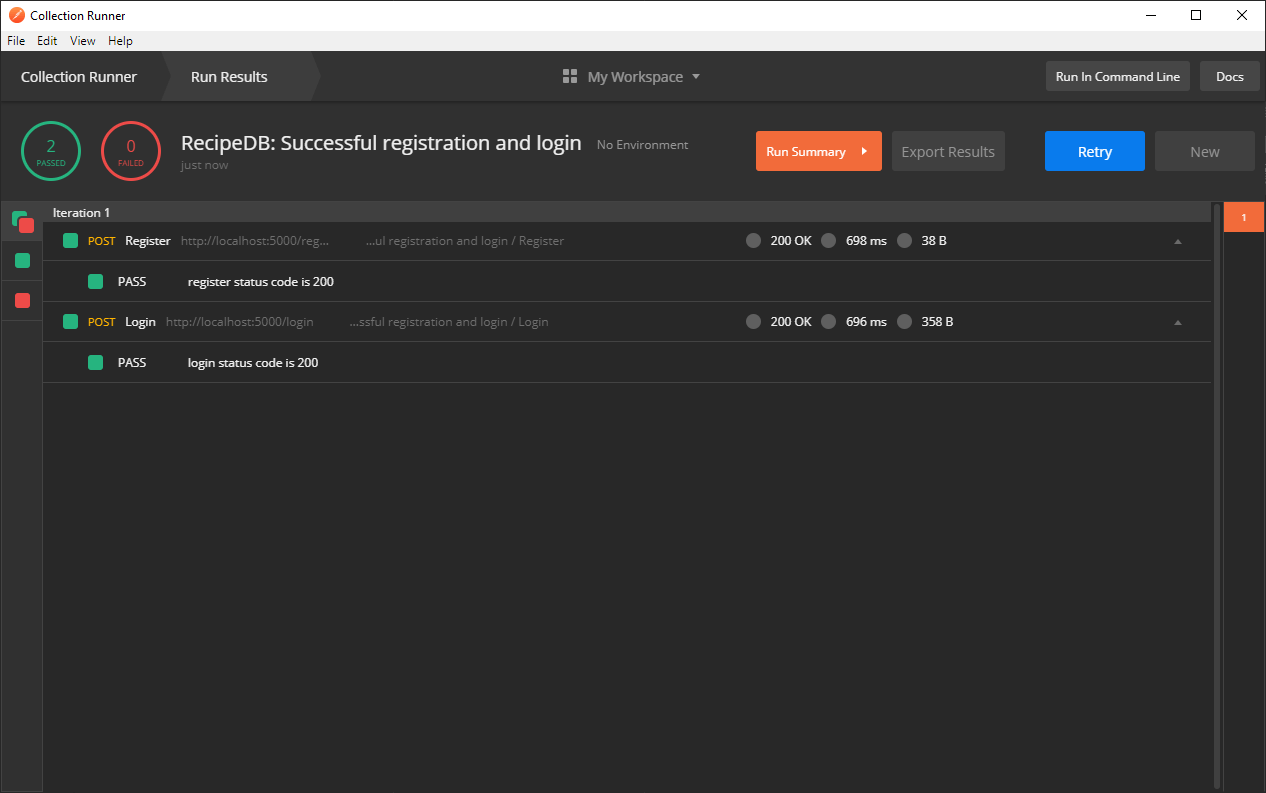 Collection Runner
File Edit View Help
Collection Runner Run Results My Workspace Run In Command Line Docs
2 PASSED 0 FAILED RecipeDB: Successful registration and login No Environment Run Summary Export Results Retry New
just now
Iteration 1 1
POST Register http://localhost:5000/reg... ...ul registration and login / Register 200 OK 698 ms 38 B
PASS register status code is 200
POST Login http://localhost:5000/login ...ssful registration and login / Login 200 OK 696 ms 358 B
PASS login status code is 200